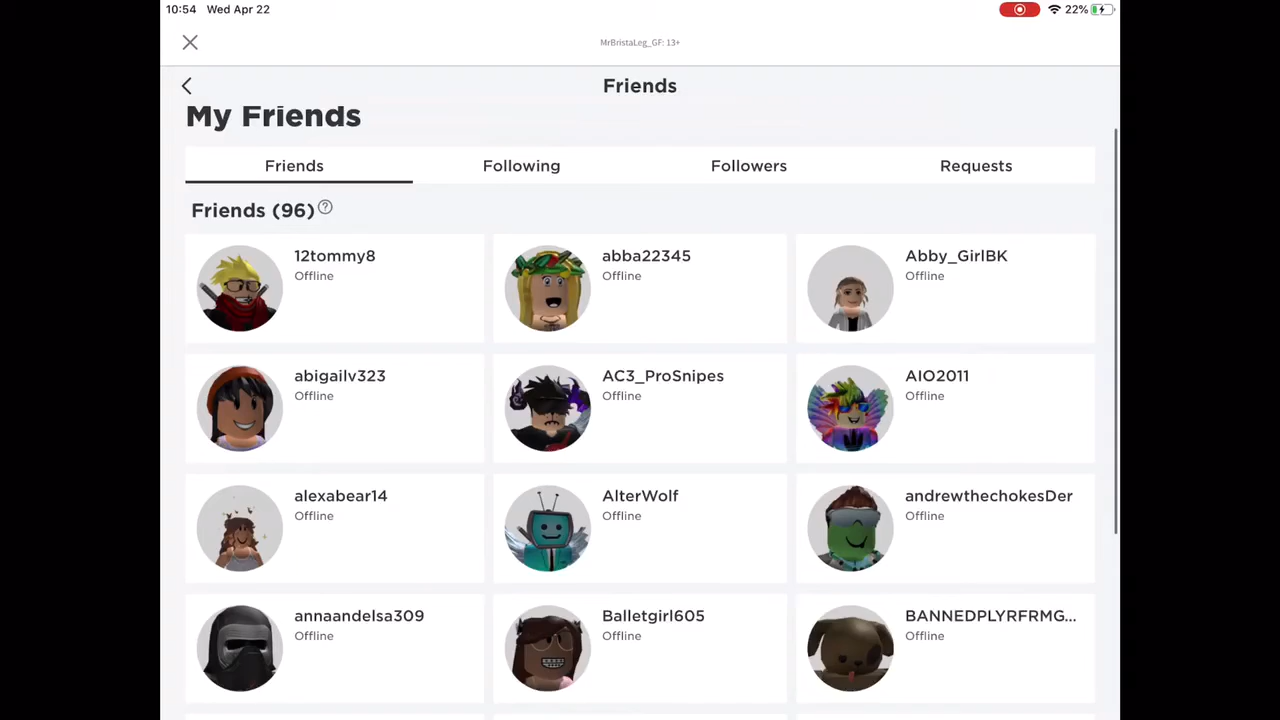 10:54 Wed Apr 22
22%
MrBristaLeg_GF: 13+
Friends
My Friends
Friends Following Followers Requests
Friends (96) ?
12tommy8 abba22345 Abby_GirlBK
Offline Offline Offline
abigailv323 AC3_ProSnipes AIO2011
Offline Offline Offline
alexabear14 AlterWolf andrewthechokesDer
Offline Offline Offline
annaandelsa309 Balletgirl605 BANNEDPLYRFRMG...
Offline Offline Offline